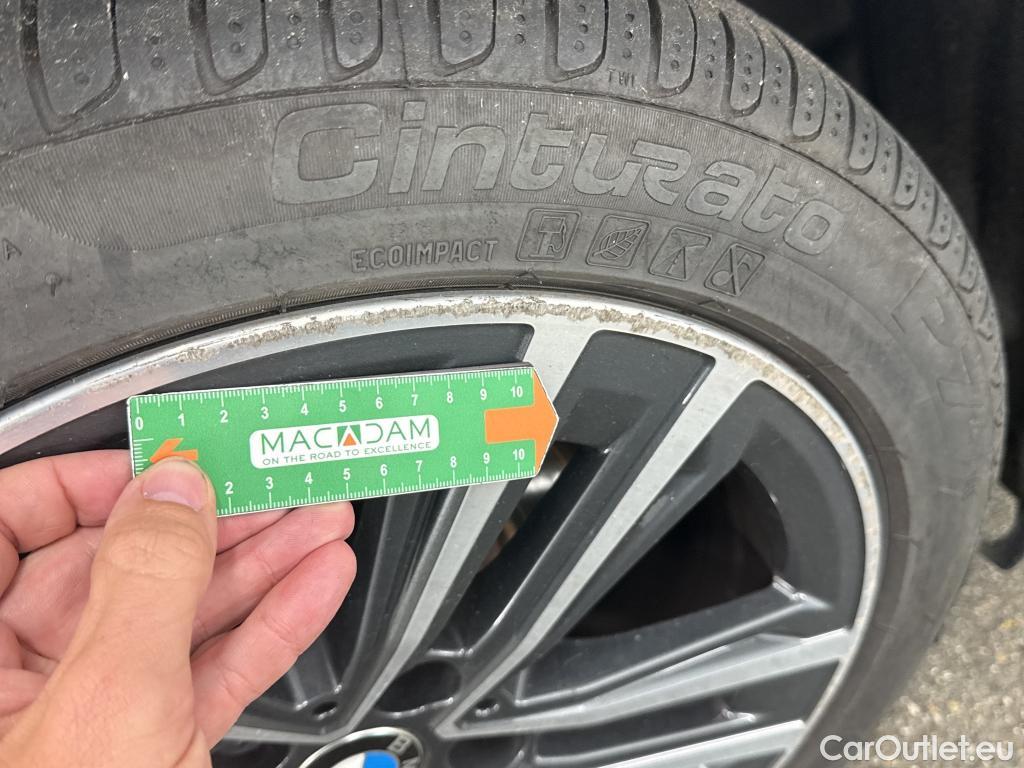 TWI
Cinturato
P7
ECOIMPACT
0 1 2 3 4 5 6 7 8 9 10
MACADAM
ON THE ROAD TO EXCELLENCE
2 3 4 5 6 7 8 9 10
B M
CarOutlet.eu